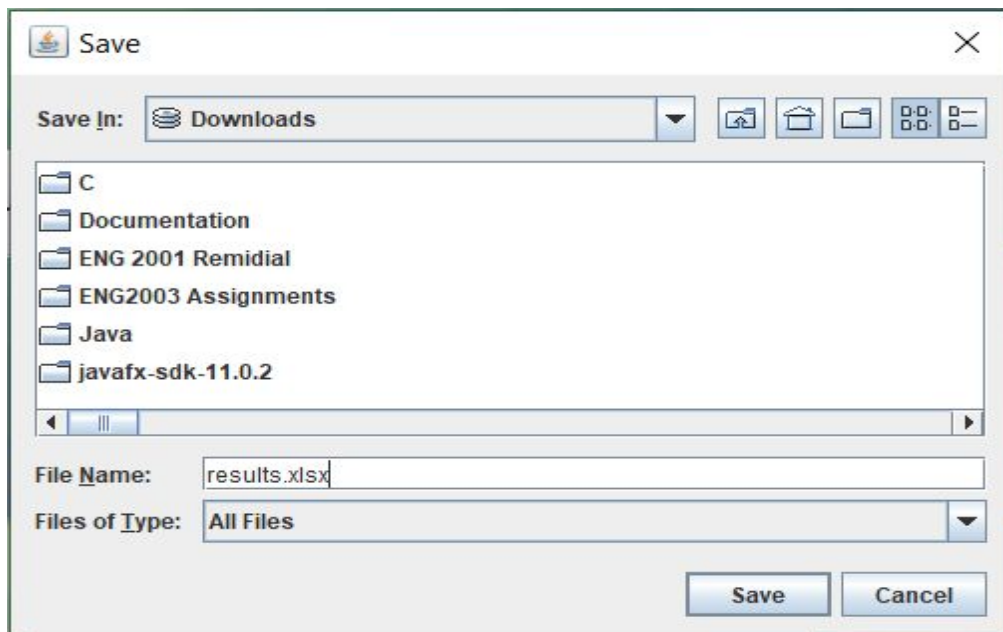 Save
Save In: Downloads
C
Documentation
ENG 2001 Remidial
ENG2003 Assignments
Java
javafx-sdk-11.0.2
File Name: results.xlsx
Files of Type: All Files
Save Cancel